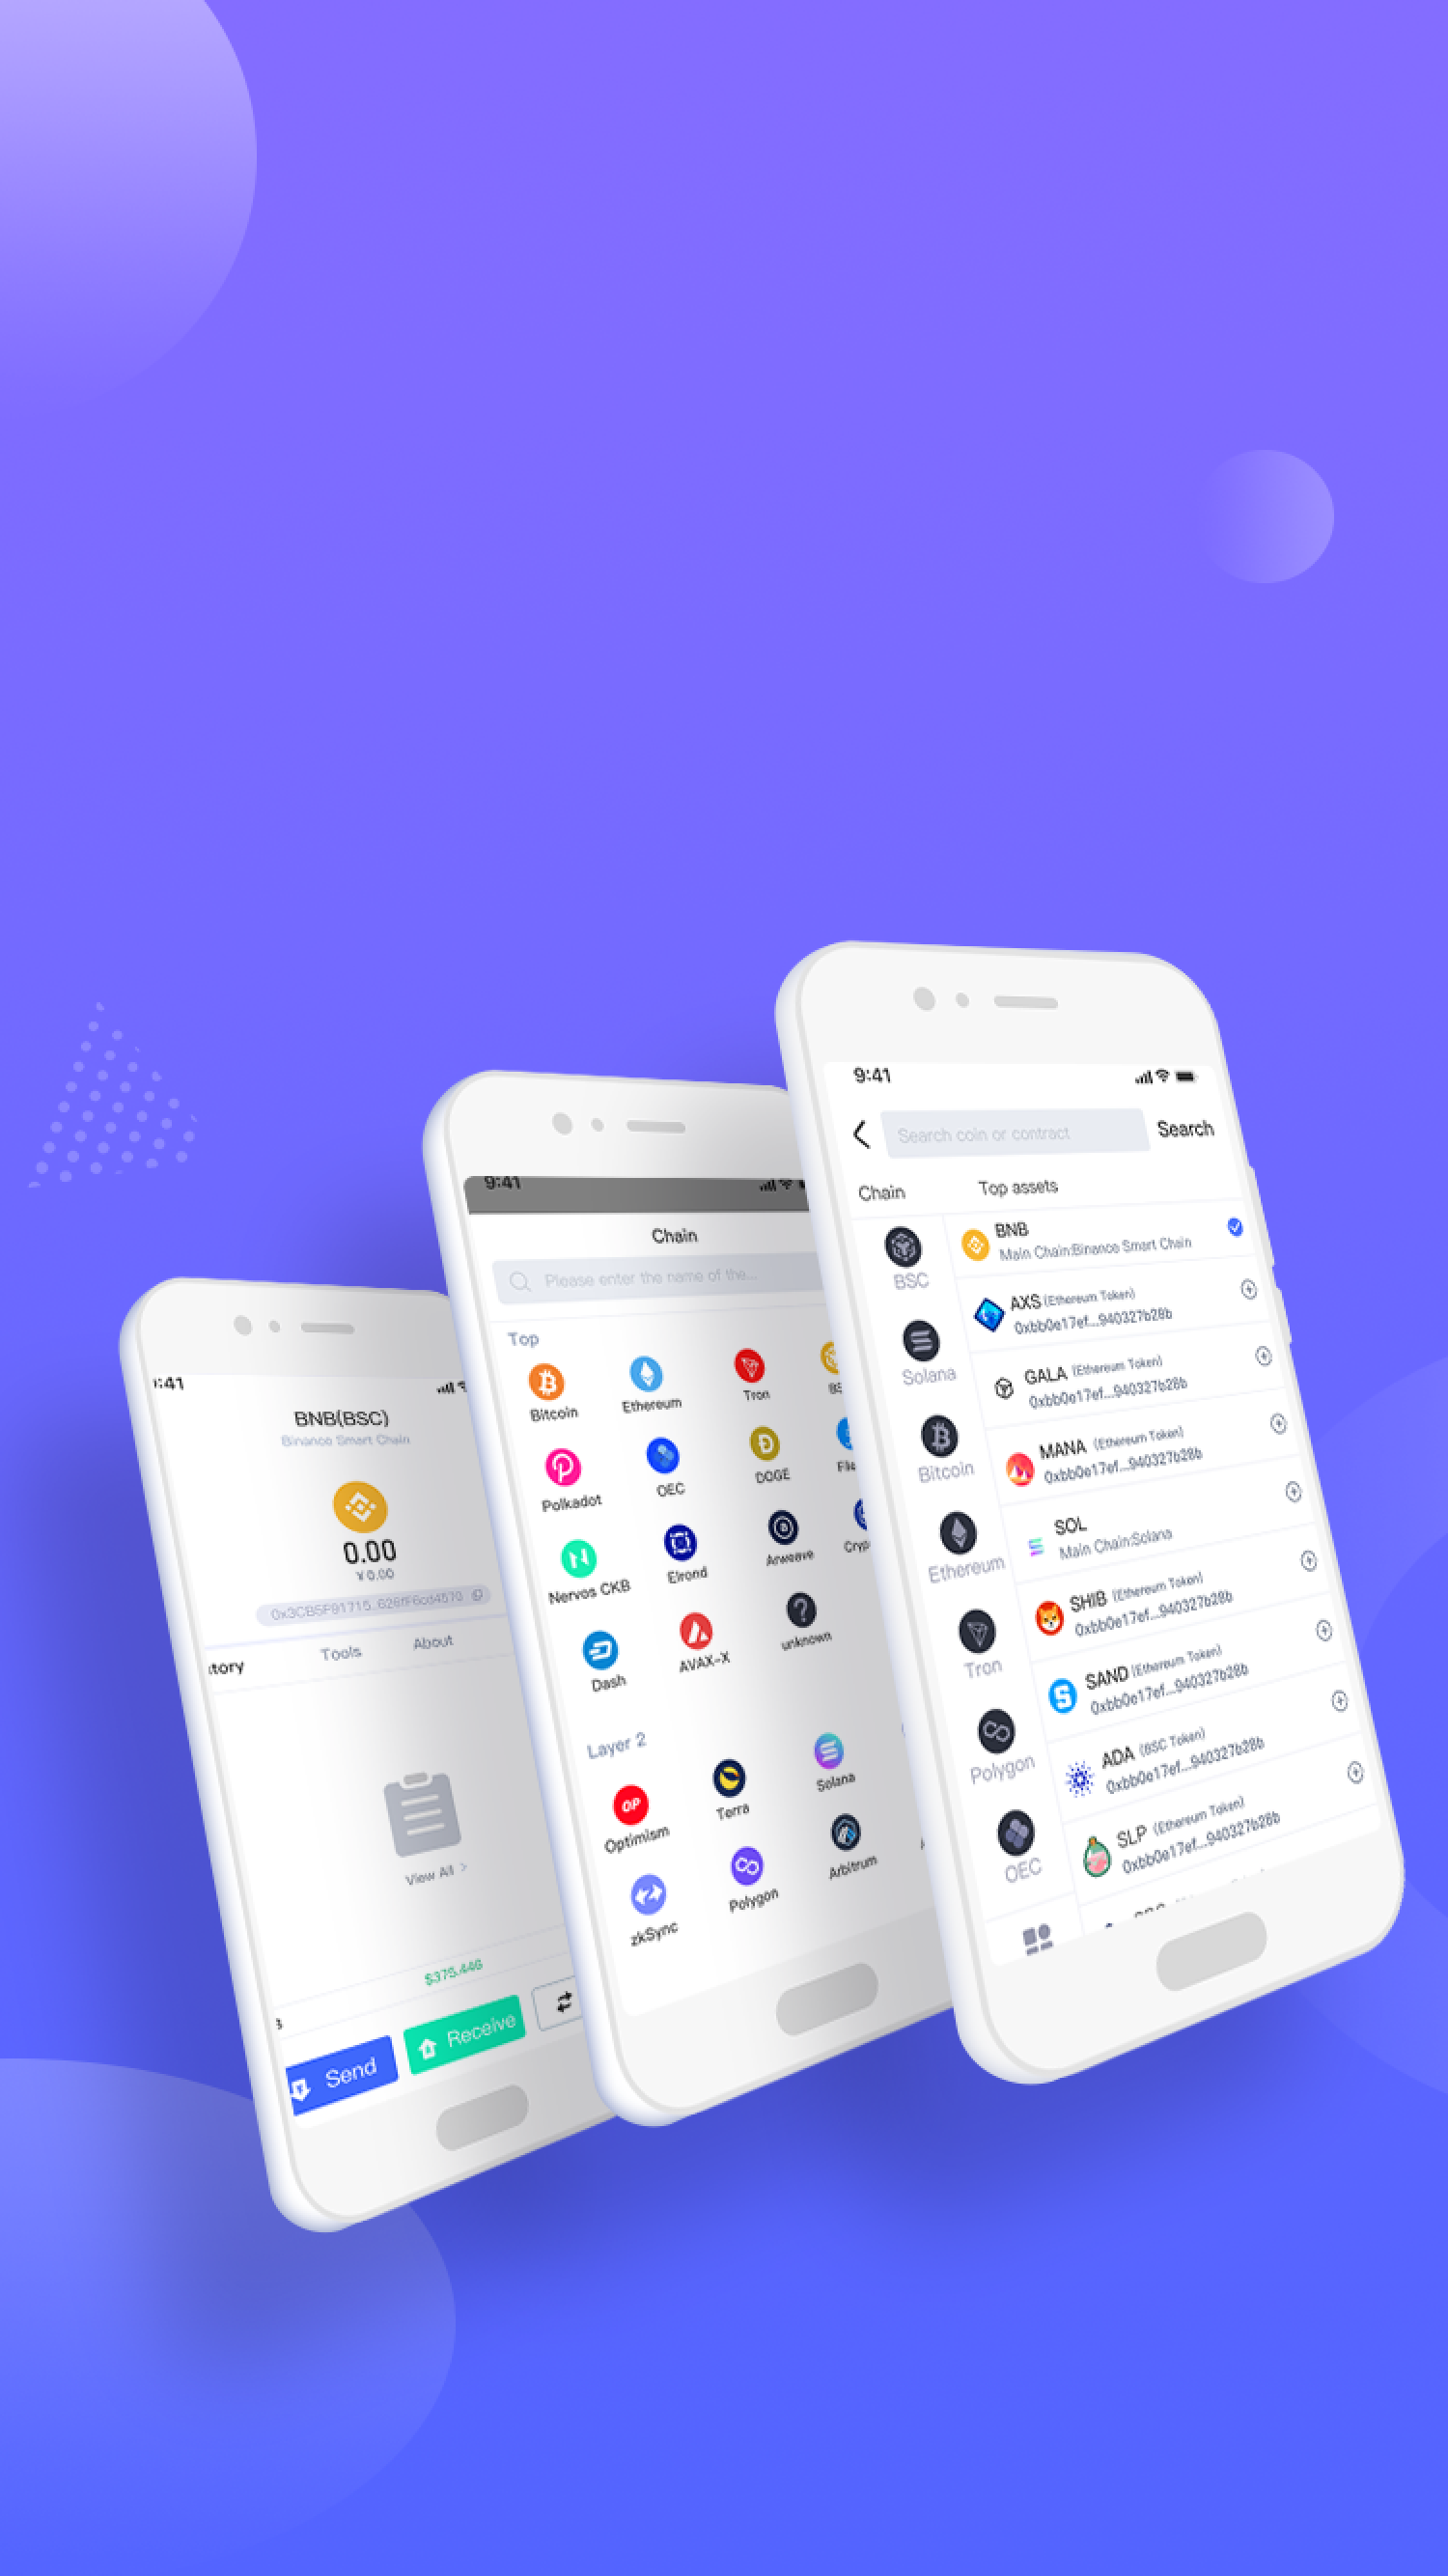 9:41
Search coin or contract
Search
Chain
Top assets
BSC
Solana
Bitcoin
Ethereum
Tron
Polygon
OEC
BNB
Main Chain:Binance Smart Chain
AXS (Ethereum Token)
0xbb0e17ef...940327b28b
GALA (Ethereum Token)
0xbb0e17ef...940327b28b
MANA (Ethereum Token)
0xbb0e17ef...940327b28b
SOL
Main Chain:Solana
SHIB (Ethereum Token)
0xbb0e17ef...940327b28b
SAND (Ethereum Token)
0xbb0e17ef...940327b28b
ADA (BSC Token)
0xbb0e17ef...940327b28b
SLP (Ethereum Token)
0xbb0e17ef...940327b28b
9:41
Chain
Please enter the name of the...
Top
Bitcoin
Ethereum
Tron
BS
Polkadot
OEC
DOGE
File
Nervos CKB
Elrond
Arweave
Cryp
Dash
AVAX-X
unknown
Layer 2
Optimism
Terra
Solana
zkSync
Polygon
Arbitrum
:41
BNB(BSC)
Binance Smart Chain
0.00
¥0.00
0x3CB5F91715..626fF6cd4570
tory
Tools
About
View All >
$375.446
Send
Receive